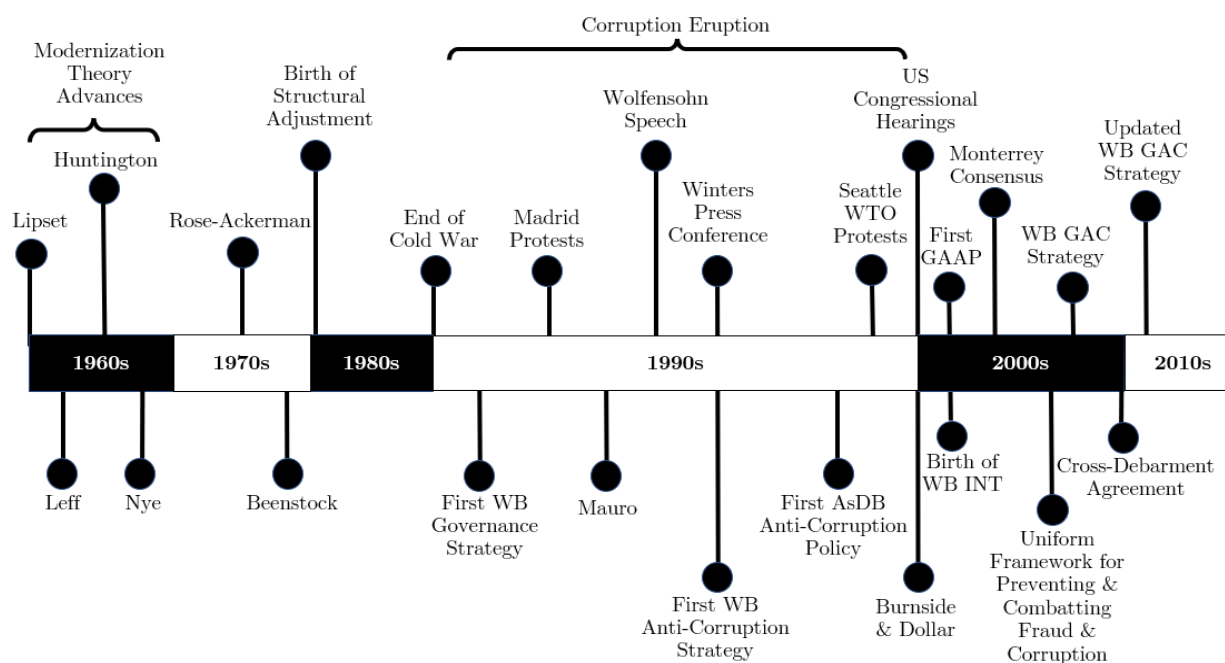 Corruption Eruption
Modernization
Theory
Advances
Birth of
Structural
Adjustment
Wolfensohn
Speech
US
Congressional
Hearings
Updated
WB GAC
Strategy
Huntington
Monterrey
Consensus
Lipset
Rose-Ackerman
End of
Cold War
Madrid
Protests
Winters
Press
Conference
Seattle
WTO
Protests
First
GAAP
WB GAC
Strategy
1960s
1970s
1980s
1990s
2000s
2010s
Leff
Nye
Beenstock
First WB
Governance
Strategy
Mauro
First AsDB
Anti-Corruption
Policy
Birth of
WB INT
Cross-Debarment
Agreement
First WB
Anti-Corruption
Strategy
Burnside
& Dollar
Uniform
Framework for
Preventing &
Combatting
Fraud &
Corruption